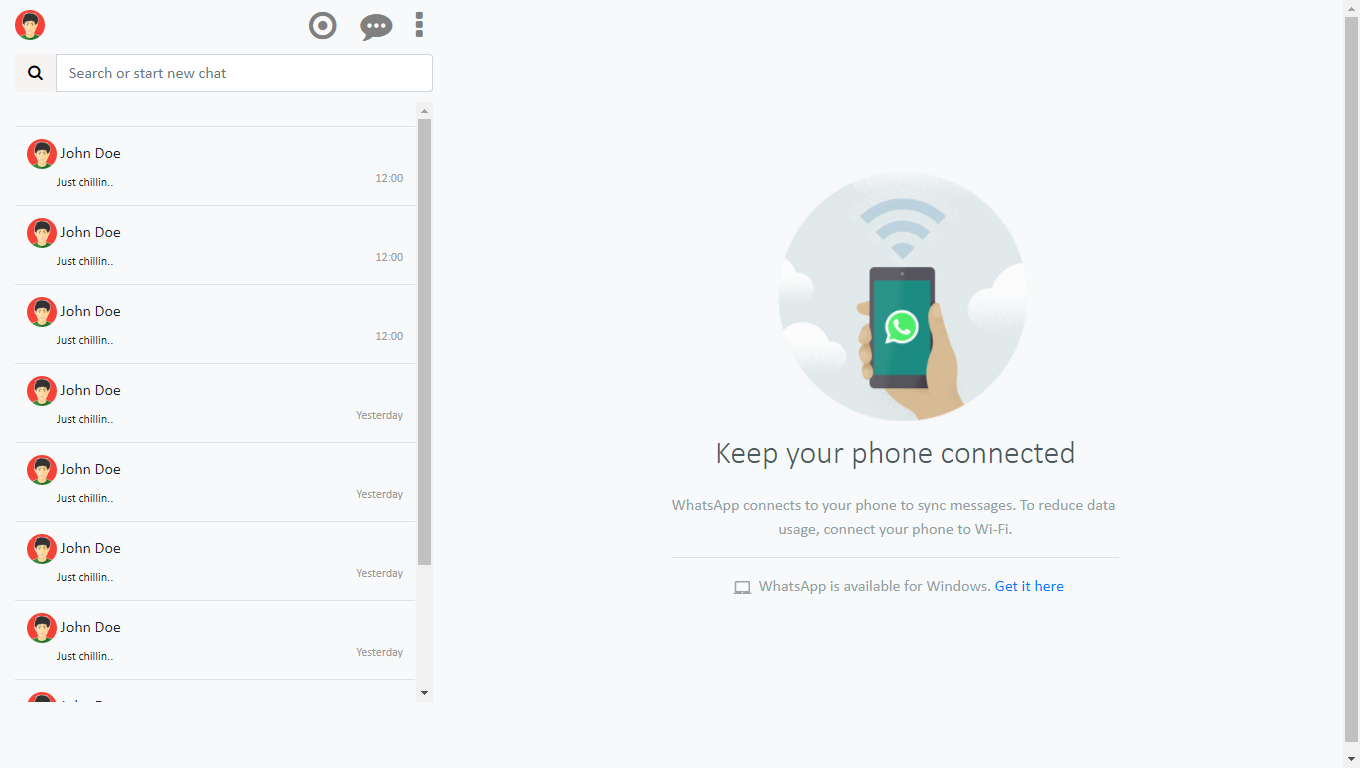 Search or start new chat
John Doe
Just chillin..
12:00
John Doe
Just chillin..
12:00
John Doe
Just chillin..
12:00
John Doe
Just chillin..
Yesterday
John Doe
Just chillin..
Yesterday
John Doe
Just chillin..
Yesterday
John Doe
Just chillin..
Yesterday
Keep your phone connected
WhatsApp connects to your phone to sync messages. To reduce data
usage, connect your phone to Wi-Fi.
WhatsApp is available for Windows. Get it here